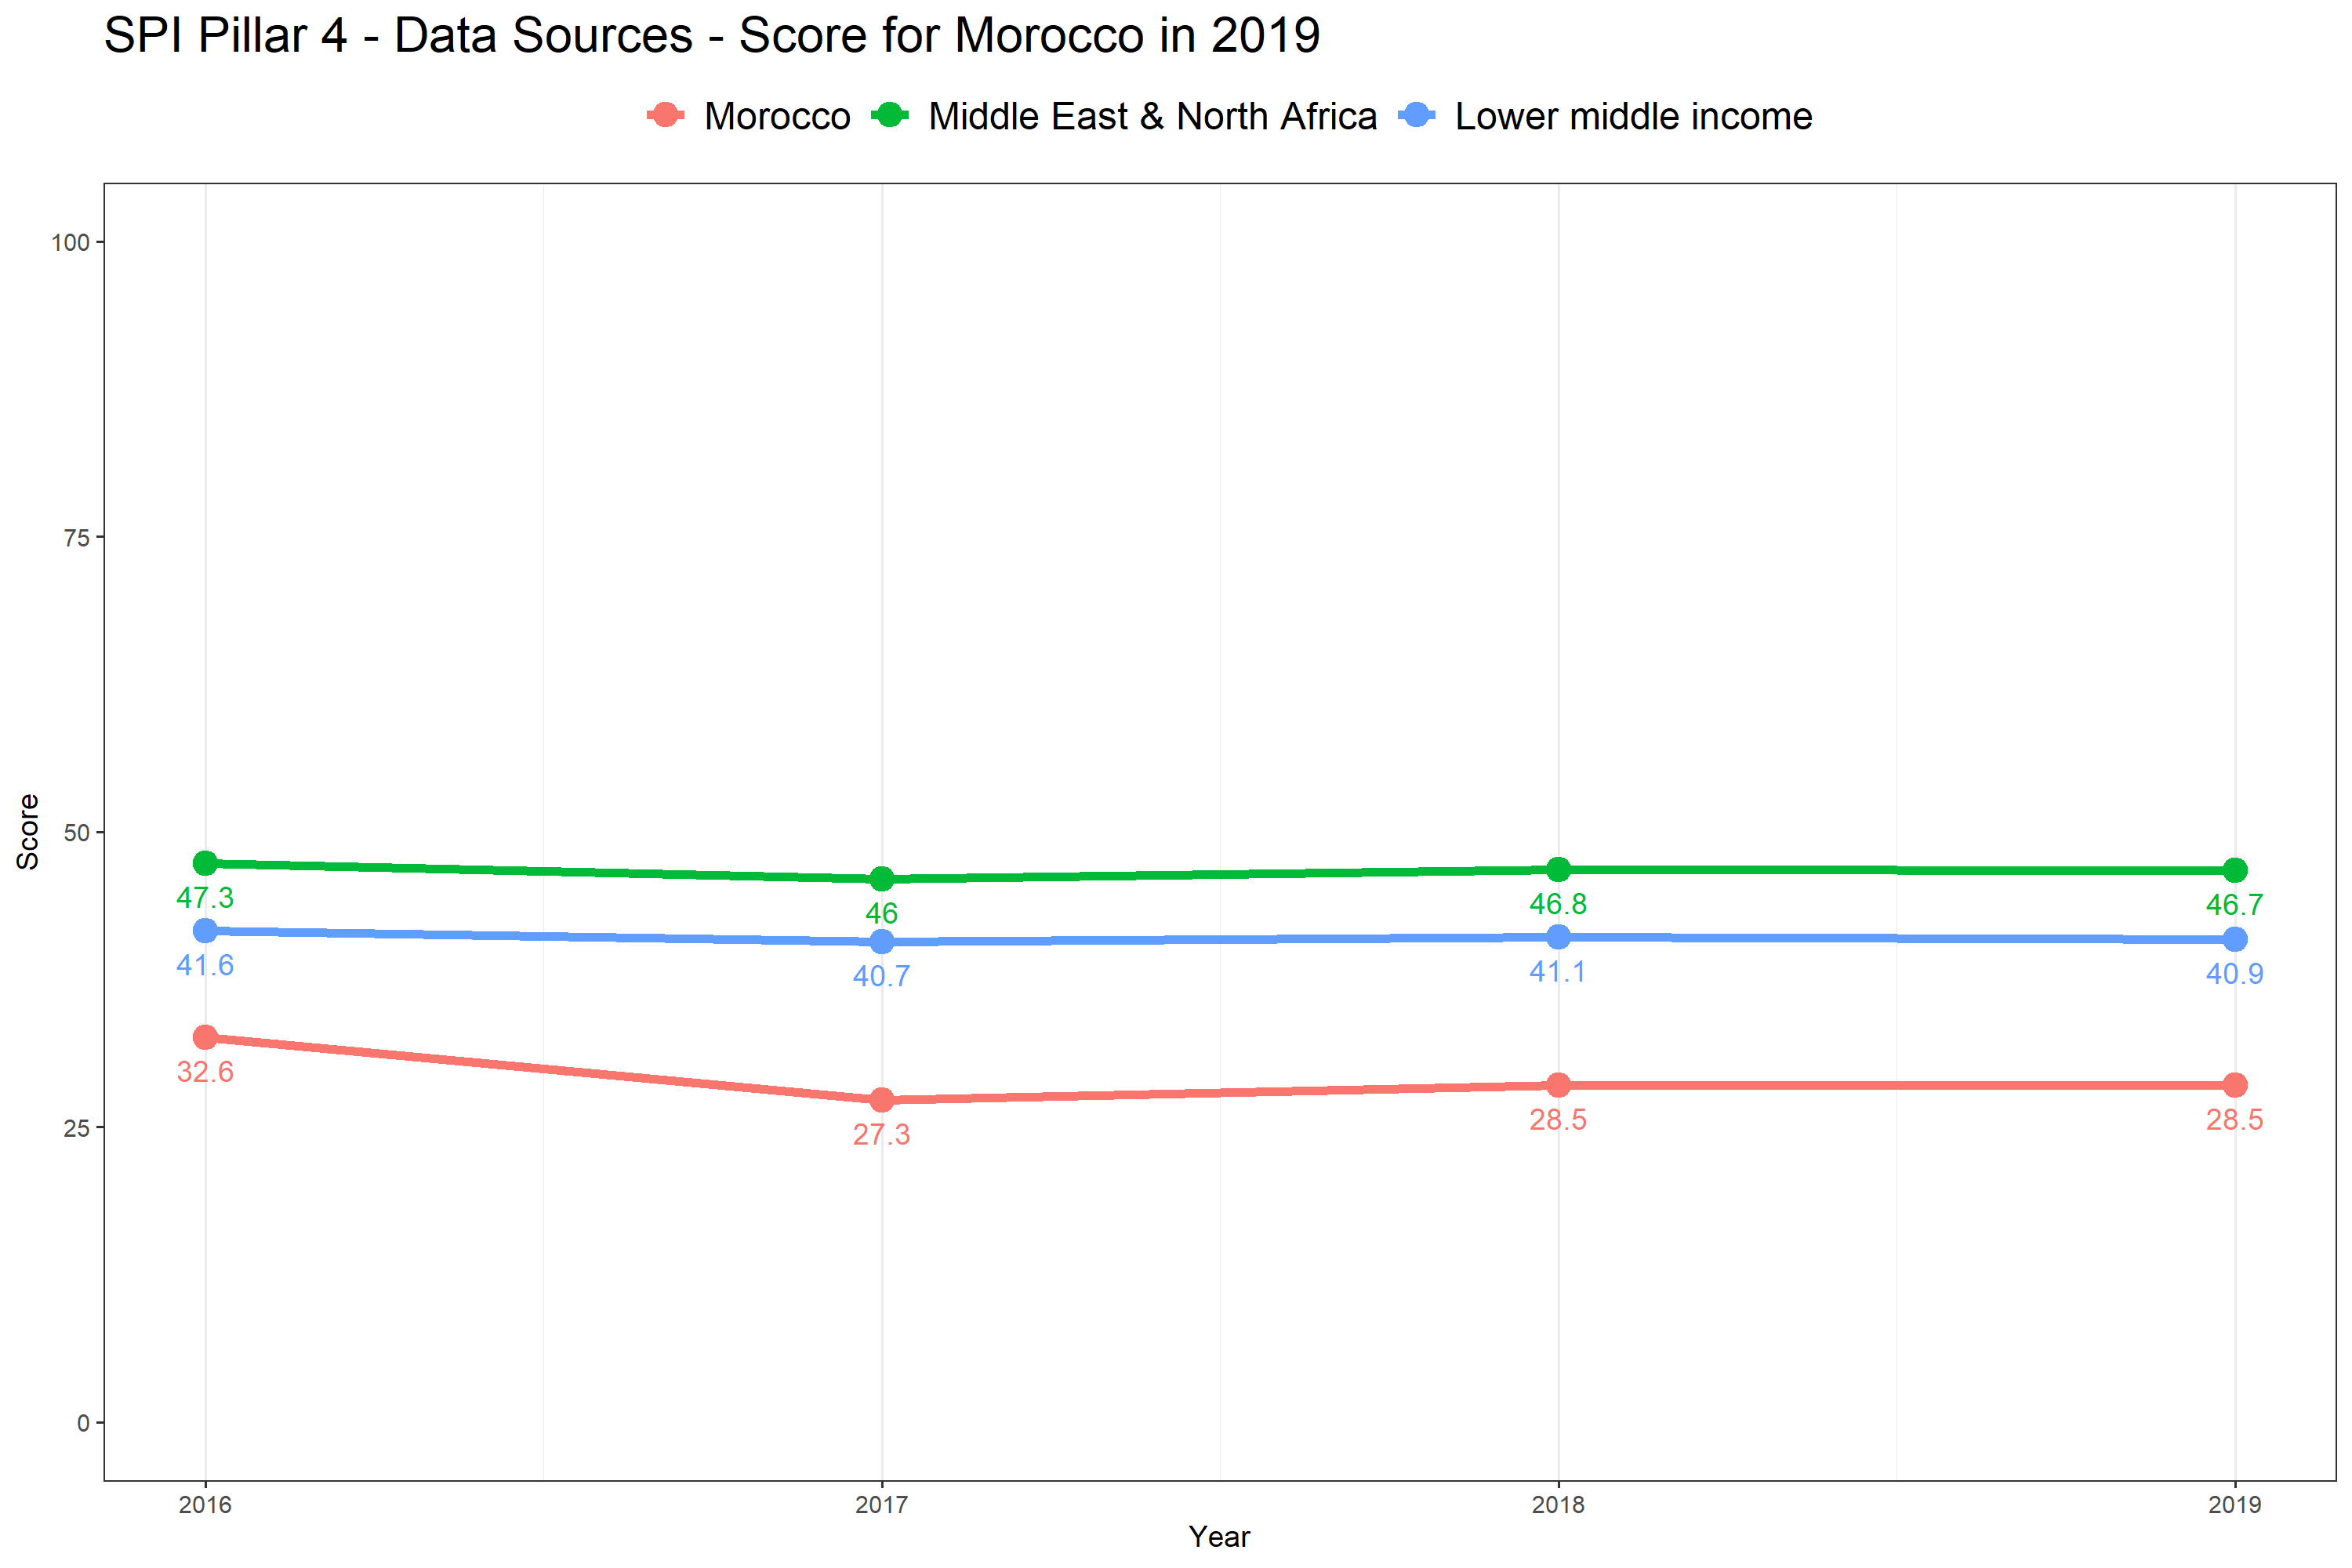 SPI Pillar 4 - Data Sources - Score for Morocco in 2019
Morocco Middle East & North Africa Lower middle income
100
75
50
25
0
Score
47.3 46 46.8 46.7
41.6 40.7 41.1 40.9
32.6 27.3 28.5 28.5
2016 2017 2018 2019
Year